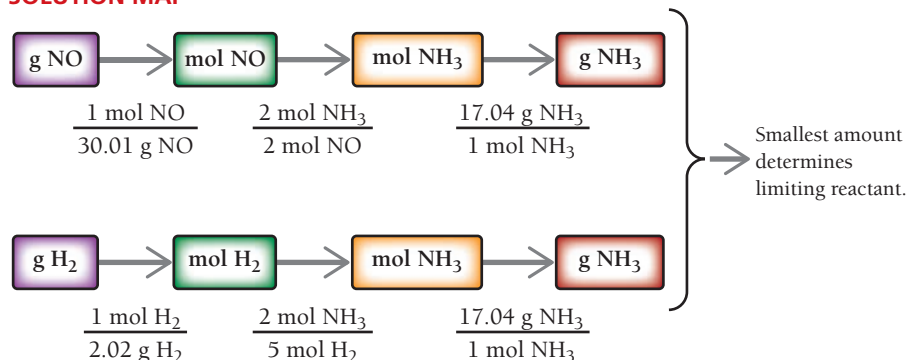 SOLUTION MAP
g NO mol NO mol NH₃ g NH₃
1 mol NO 2 mol NH₃ 17.04 g NH₃
30.01 g NO 2 mol NO 1 mol NH₃
Smallest amount
determines
limiting reactant.
g H₂ mol H₂ mol NH₃ g NH₃
1 mol H₂ 2 mol NH₃ 17.04 g NH₃
2.02 g H₂ 5 mol H₂ 1 mol NH₃